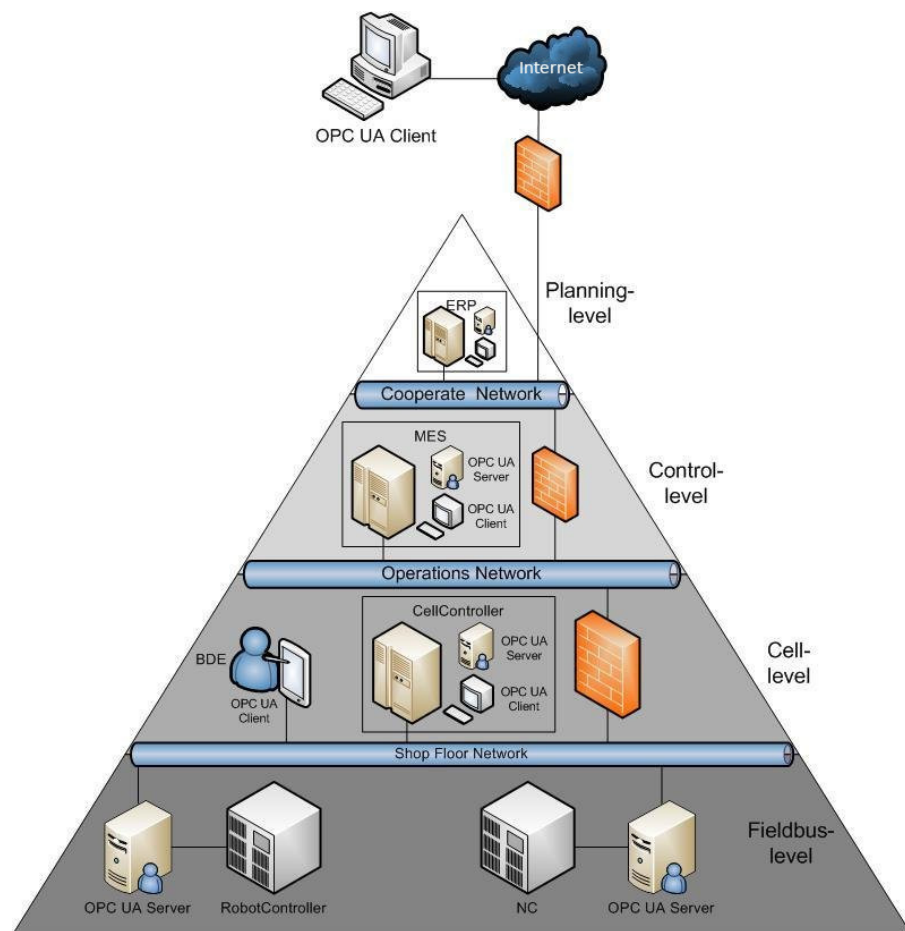 Internet
OPC UA Client
Planning-
level
ERP
Cooperate Network
MES
OPC UA
Server
OPC UA
Client
Control-
level
Operations Network
CellController
BDE
OPC UA
Client
OPC UA
Server
OPC UA
Client
Cell-
level
Shop Floor Network
Fieldbus-
level
OPC UA Server
RobotController
NC
OPC UA Server